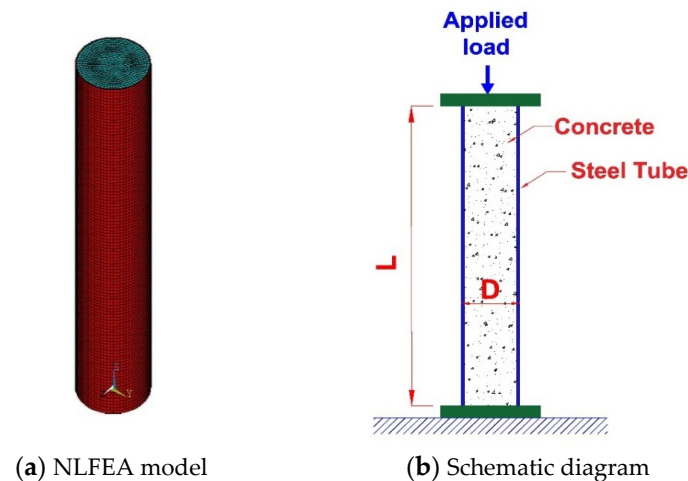 Applied
load
Concrete
Steel Tube
L
D
(a) NLFEA model
(b) Schematic diagram